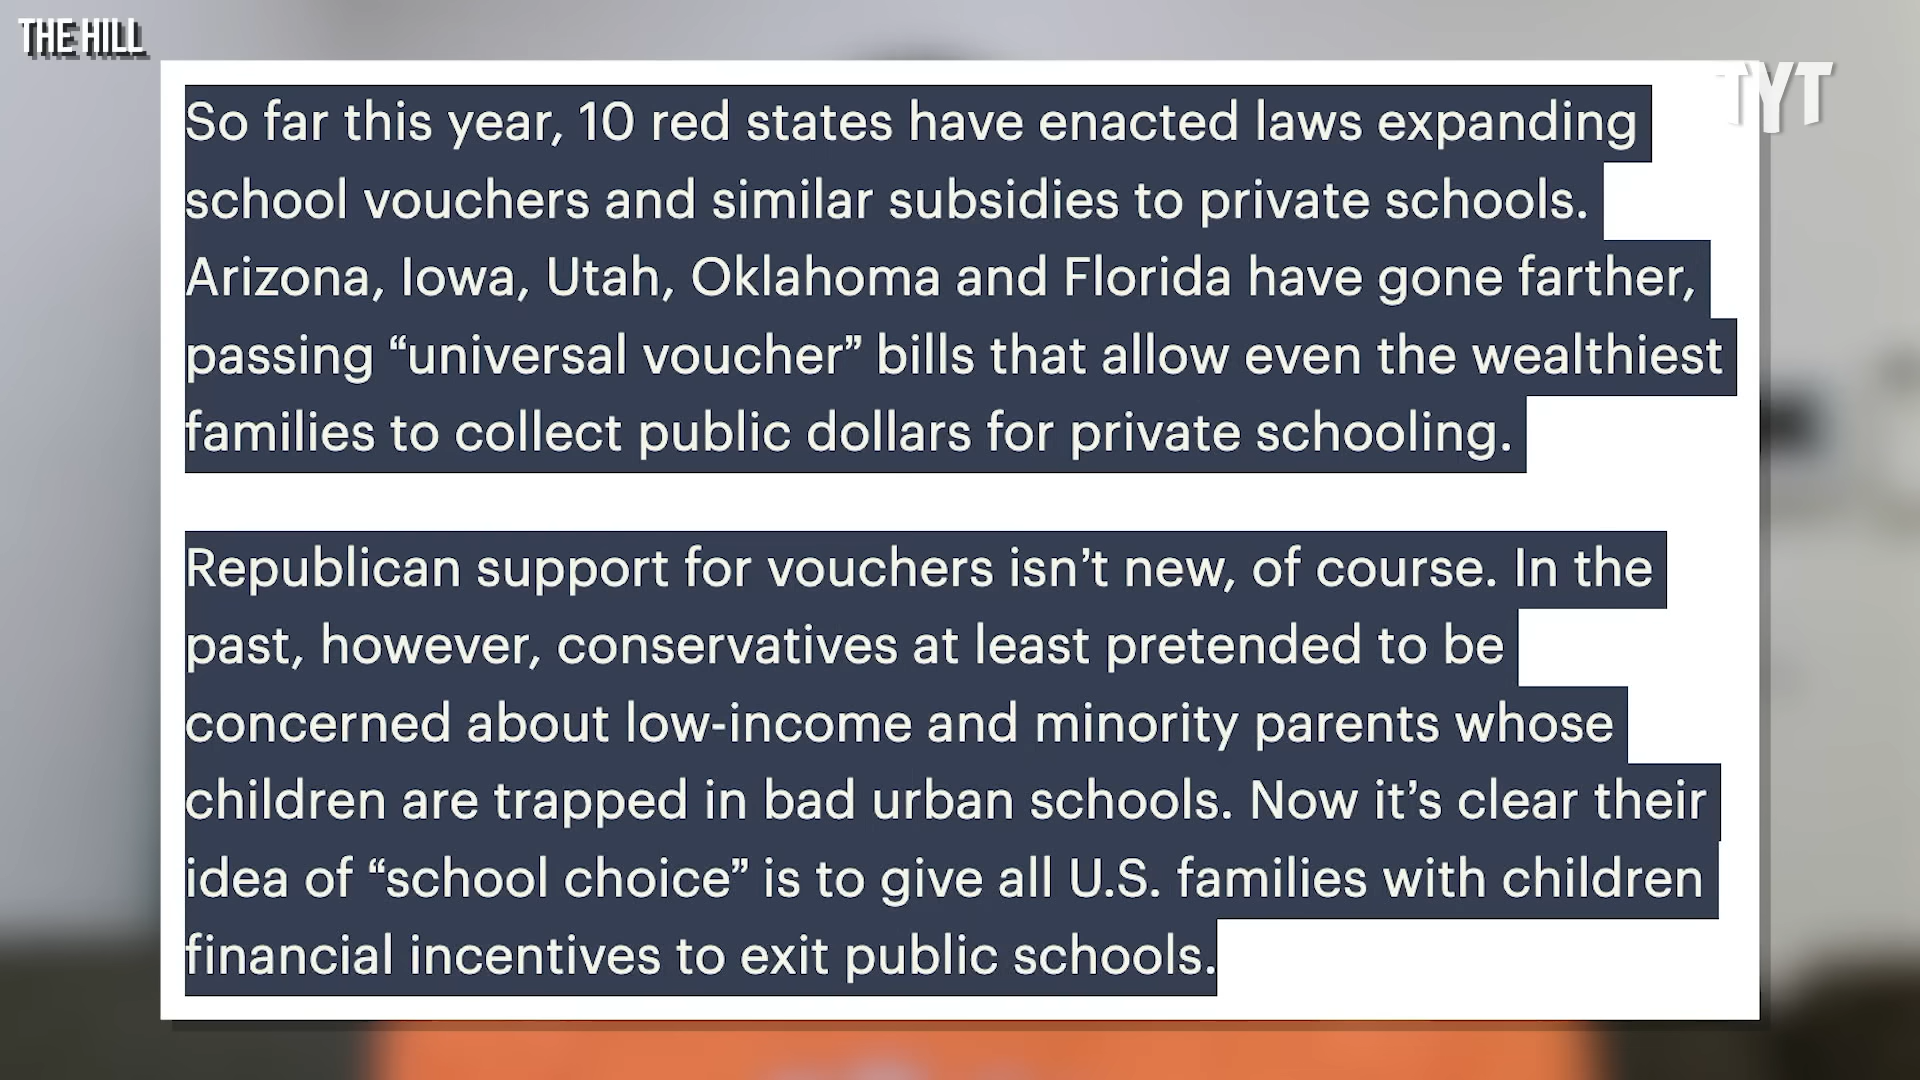 THE HILL
TYT
So far this year, 10 red states have enacted laws expanding
school vouchers and similar subsidies to private schools.
Arizona, Iowa, Utah, Oklahoma and Florida have gone farther,
passing “universal voucher” bills that allow even the wealthiest
families to collect public dollars for private schooling.
Republican support for vouchers isn’t new, of course. In the
past, however, conservatives at least pretended to be
concerned about low-income and minority parents whose
children are trapped in bad urban schools. Now it’s clear their
idea of “school choice” is to give all U.S. families with children
financial incentives to exit public schools.